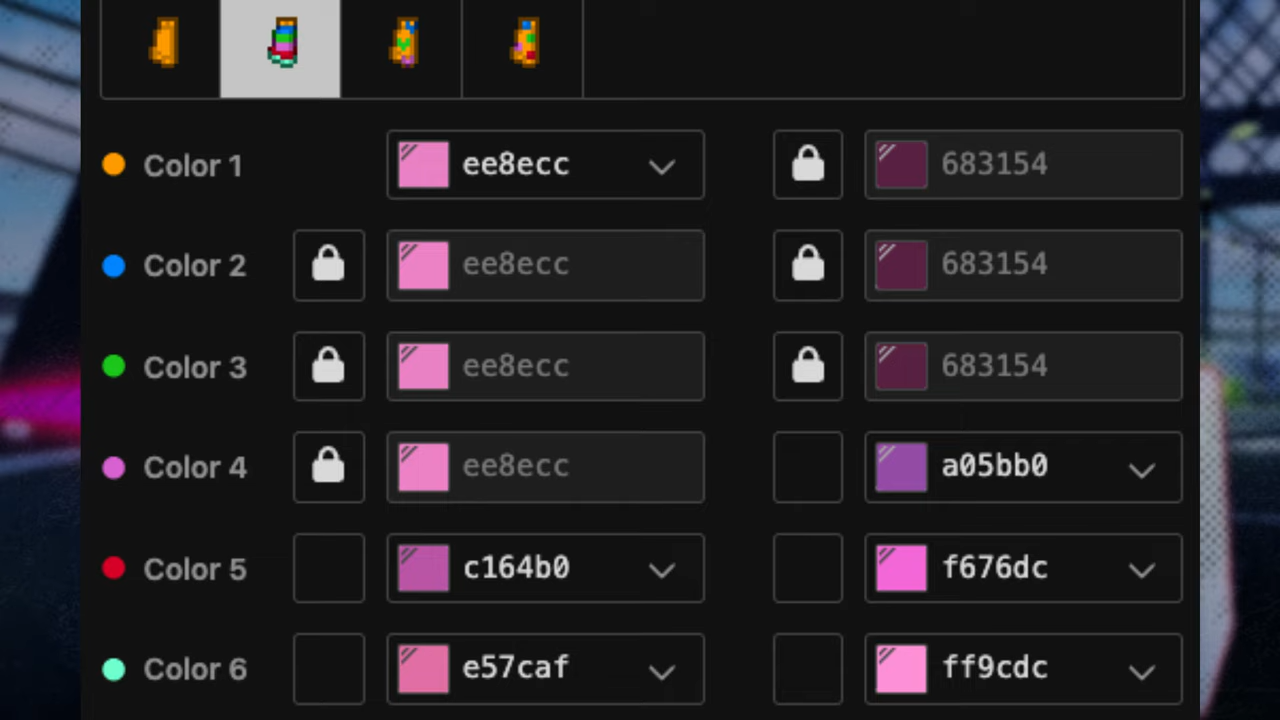 Color 1 ee8ecc 683154
Color 2 ee8ecc 683154
Color 3 ee8ecc 683154
Color 4 ee8ecc a05bb0
Color 5 c164b0 f676dc
Color 6 e57caf ff9cdc